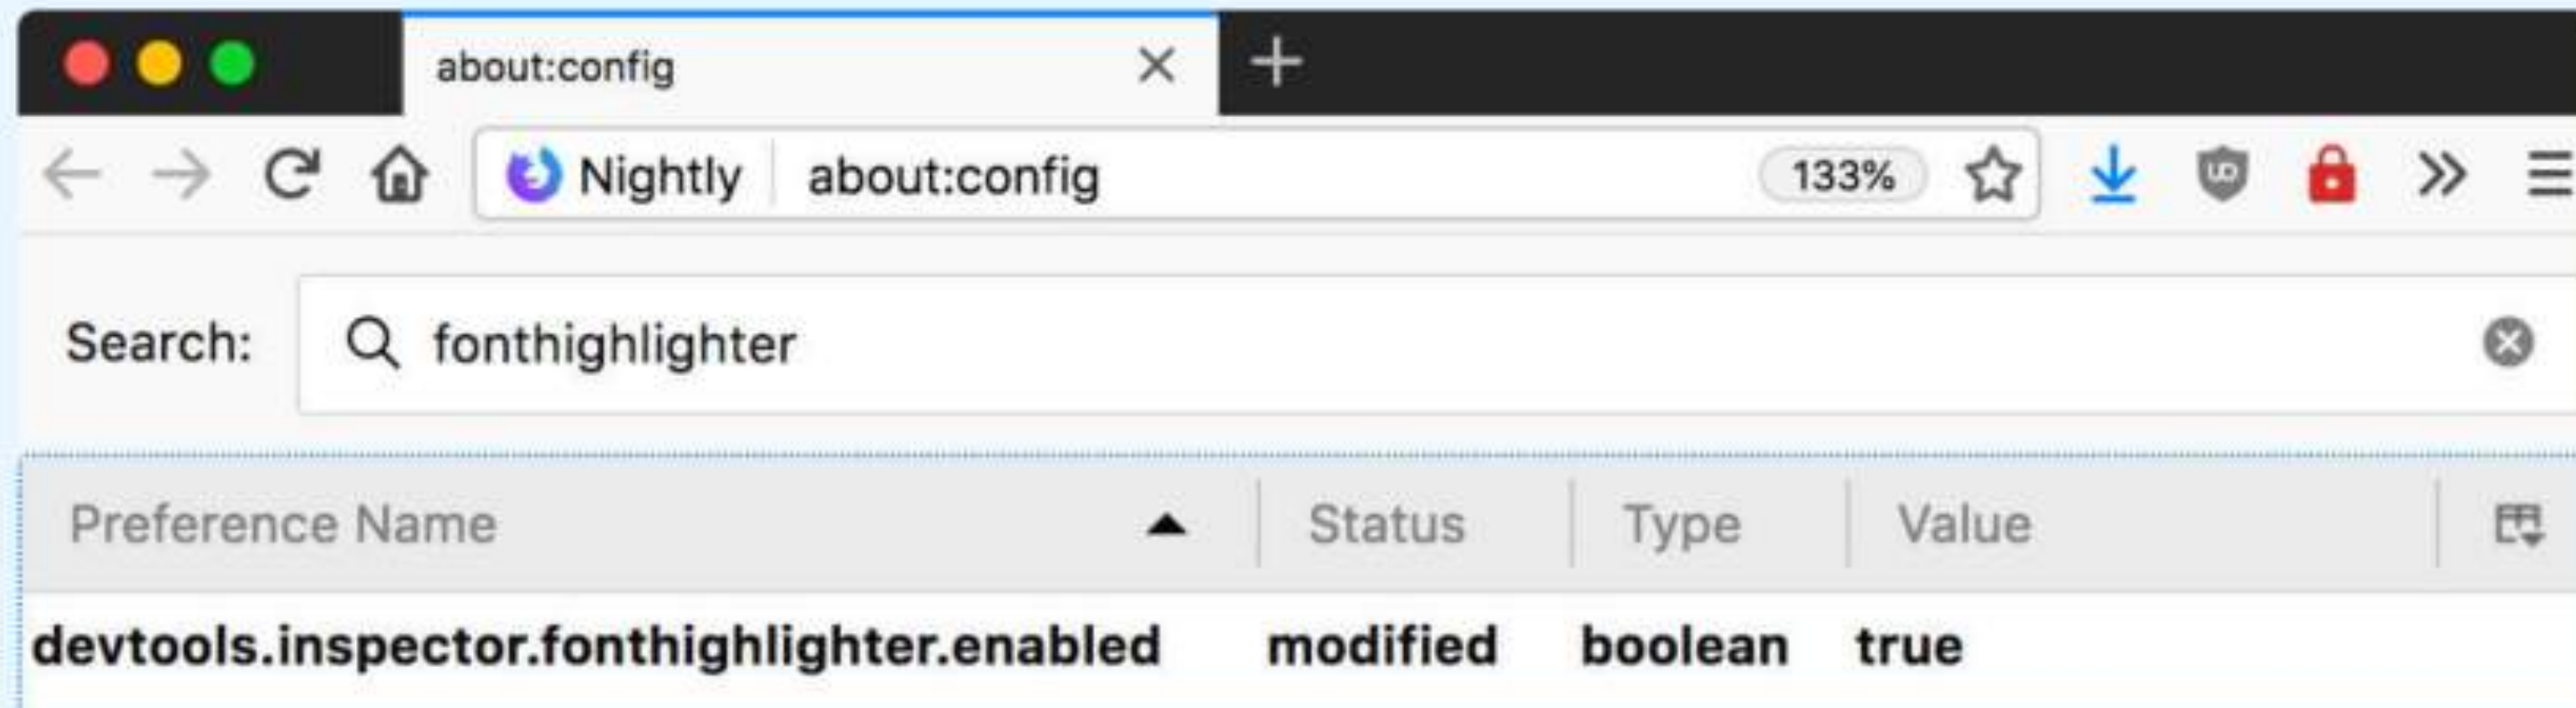 about:config
Nightly about:config 133%
Search: fonthighlighter
Preference Name Status Type Value
devtools.inspector.fonthighlighter.enabled modified boolean true